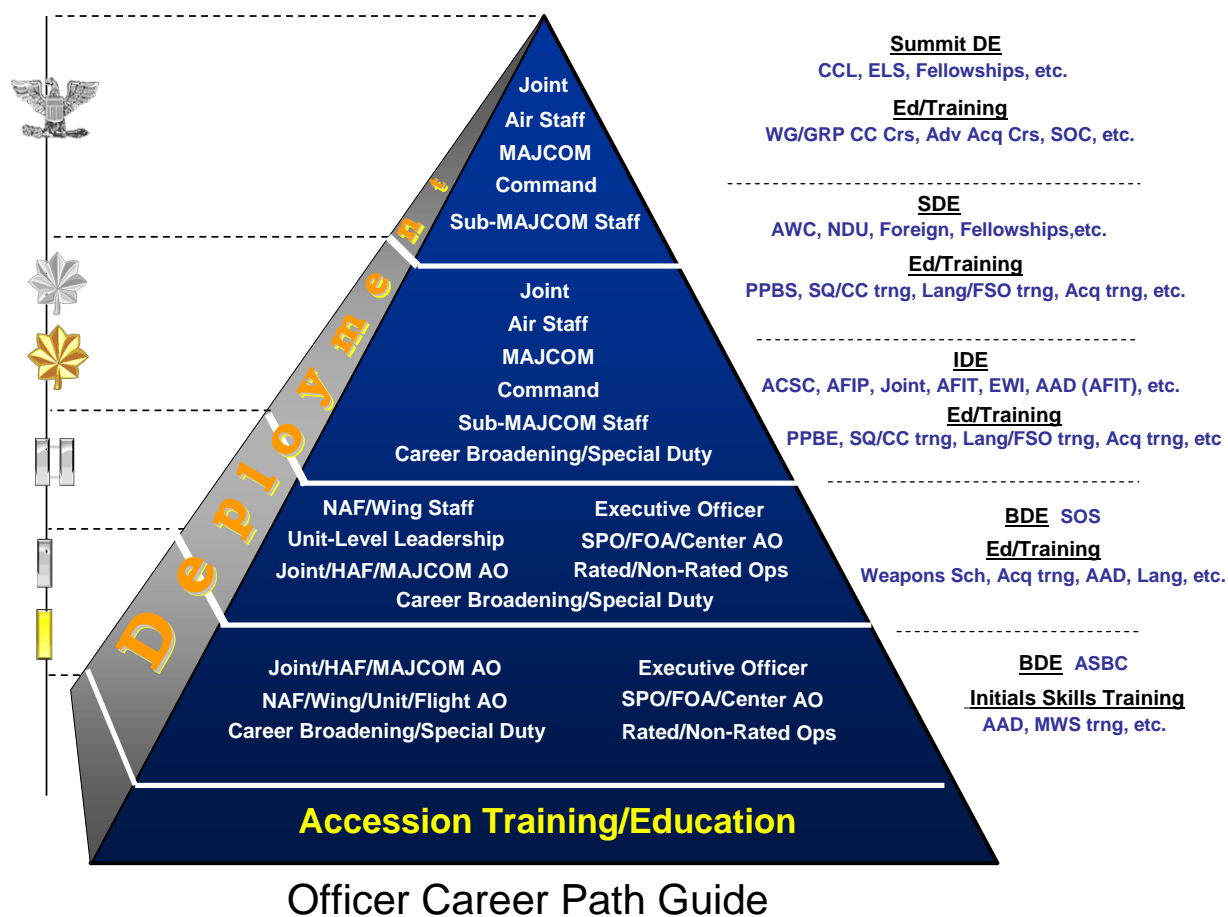 Joint
Air Staff
MAJCOM
Command
Sub-MAJCOM Staff
Joint
Air Staff
MAJCOM
Command
Sub-MAJCOM Staff
Career Broadening/Special Duty
NAF/Wing Staff
Executive Officer
Unit-Level Leadership
SPO/FOA/Center AO
Joint/HAF/MAJCOM AO
Rated/Non-Rated Ops
Career Broadening/Special Duty
Joint/HAF/MAJCOM AO
Executive Officer
NAF/Wing/Unit/Flight AO
SPO/FOA/Center AO
Career Broadening/Special Duty
Rated/Non-Rated Ops
Accession Training/Education
Deployment
Summit DE
CCL, ELS, Fellowships, etc.
Ed/Training
WG/GRP CC Crs, Adv Acq Crs, SOC, etc.
SDE
AWC, NDU, Foreign, Fellowships,etc.
Ed/Training
PPBS, SQ/CC trng, Lang/FSO trng, Acq trng, etc.
IDE
ACSC, AFIP, Joint, AFIT, EWI, AAD (AFIT), etc.
Ed/Training
PPBE, SQ/CC trng, Lang/FSO trng, Acq trng, etc
BDE SOS
Ed/Training
Weapons Sch, Acq trng, AAD, Lang, etc.
BDE ASBC
Initials Skills Training
AAD, MWS trng, etc.
Officer Career Path Guide